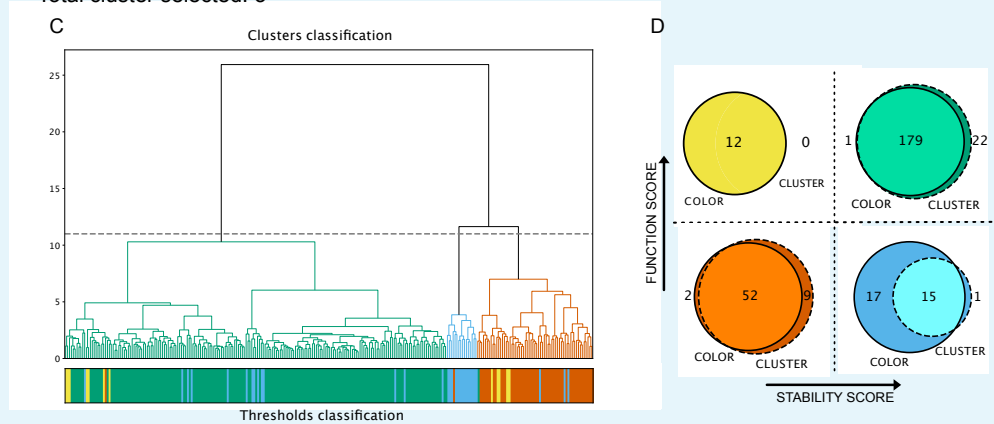 C
Clusters classification
25
20
15
10
5
0
Thresholds classification
D
FUNCTION SCORE
12
0
COLOR
CLUSTER
1
179
22
COLOR
CLUSTER
2
52
9
COLOR
CLUSTER
17
15
1
COLOR
CLUSTER
STABILITY SCORE